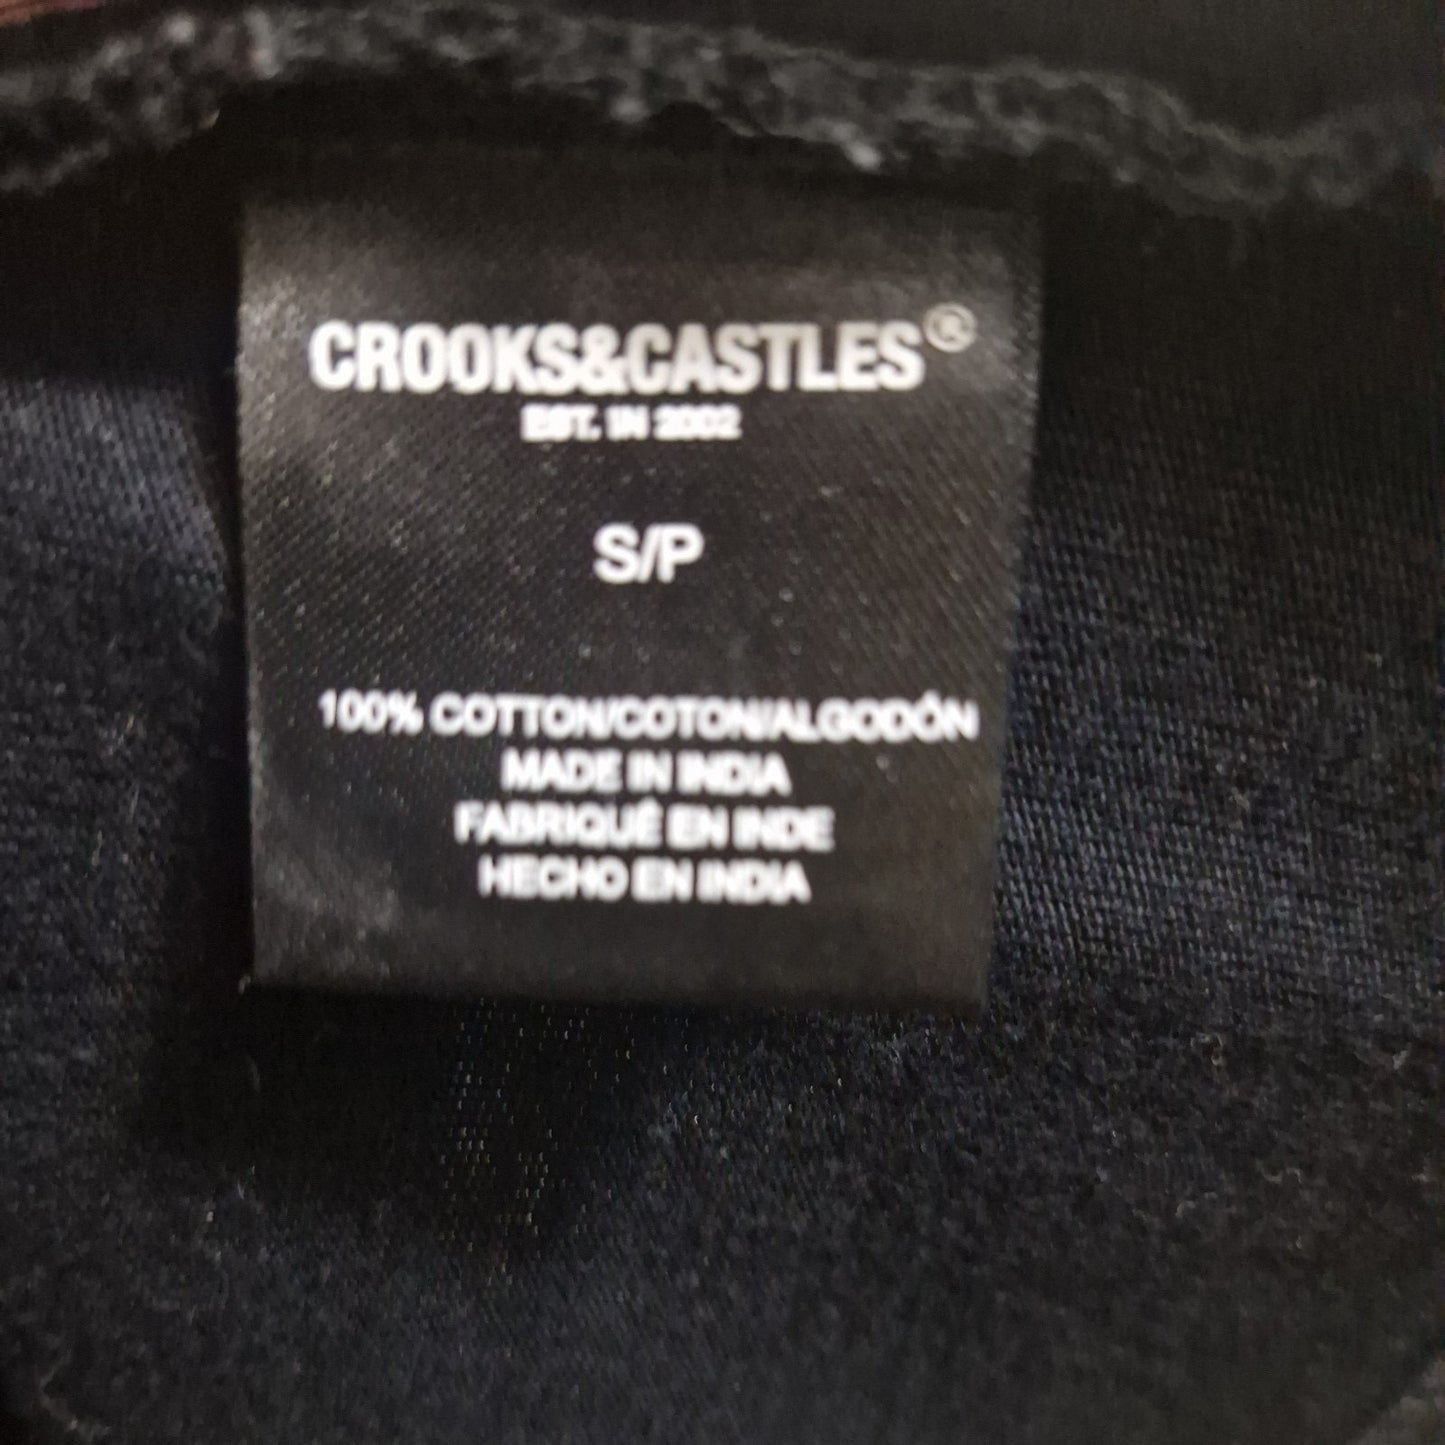 CROOKS&CASTLES®
EST. IN 2002
S/P
100% COTTON/COTON/ALGODÓN
MADE IN INDIA
FABRIQUÉ EN INDE
HECHO EN INDIA